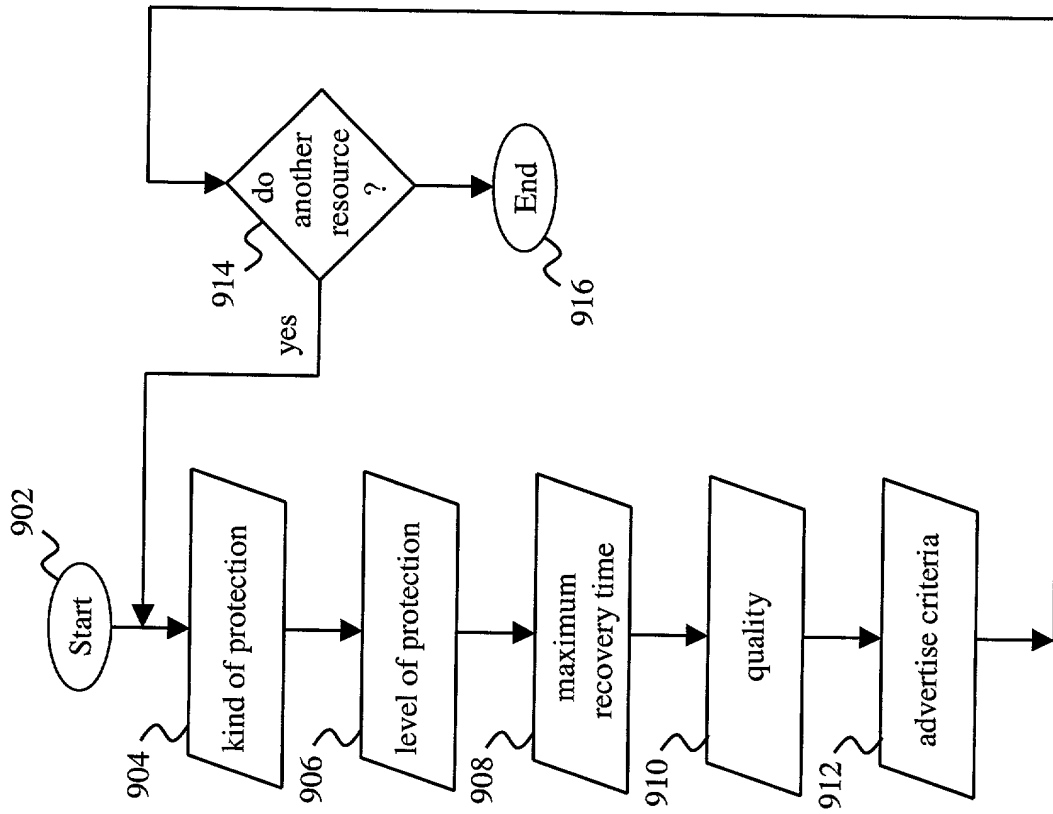 902
Start
904
kind of protection
906
level of protection
908
maximum
recovery time
910
quality
912
advertise criteria
914
do
another
resource
?
yes
End
916